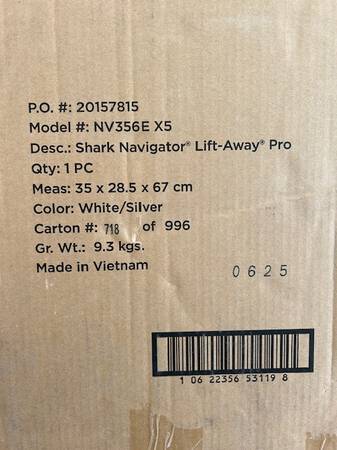 P.O. #: 20157815
Model #: NV356E X5
Desc.: Shark Navigator® Lift-Away® Pro
Qty: 1 PC
Meas: 35 x 28.5 x 67 cm
Color: White/Silver
Carton #: 718 of 996
Gr. Wt.: 9.3 kgs.
Made in Vietnam
0625
1 06 22356 53119 8